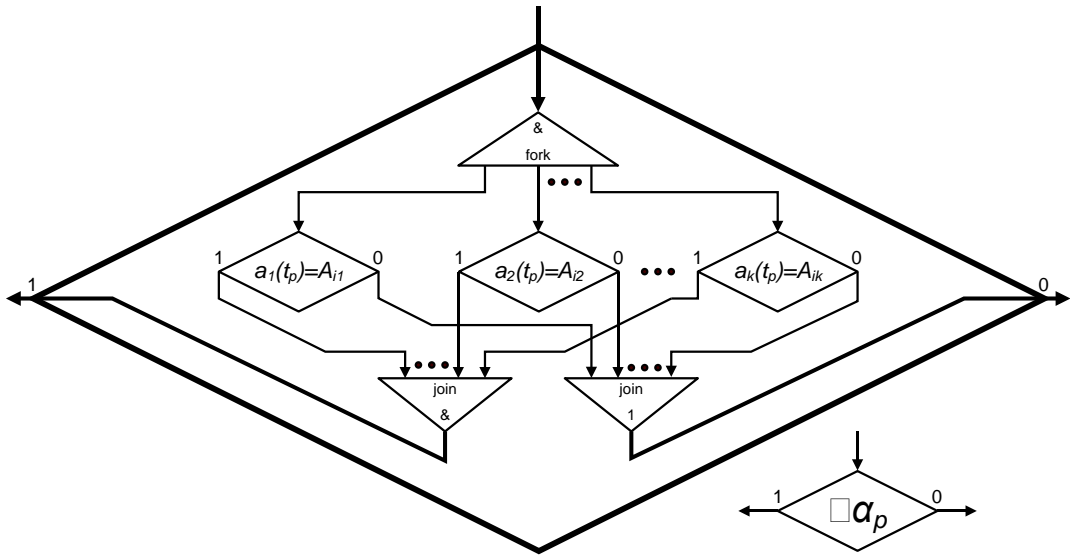 &
fork
1 a₁(tₚ)=Aᵢ₁ 0 1 a₂(tₚ)=Aᵢ₂ 0 1 aₖ(tₚ)=Aᵢₖ 0
1 0
join join
& 1
1 □αₚ 0